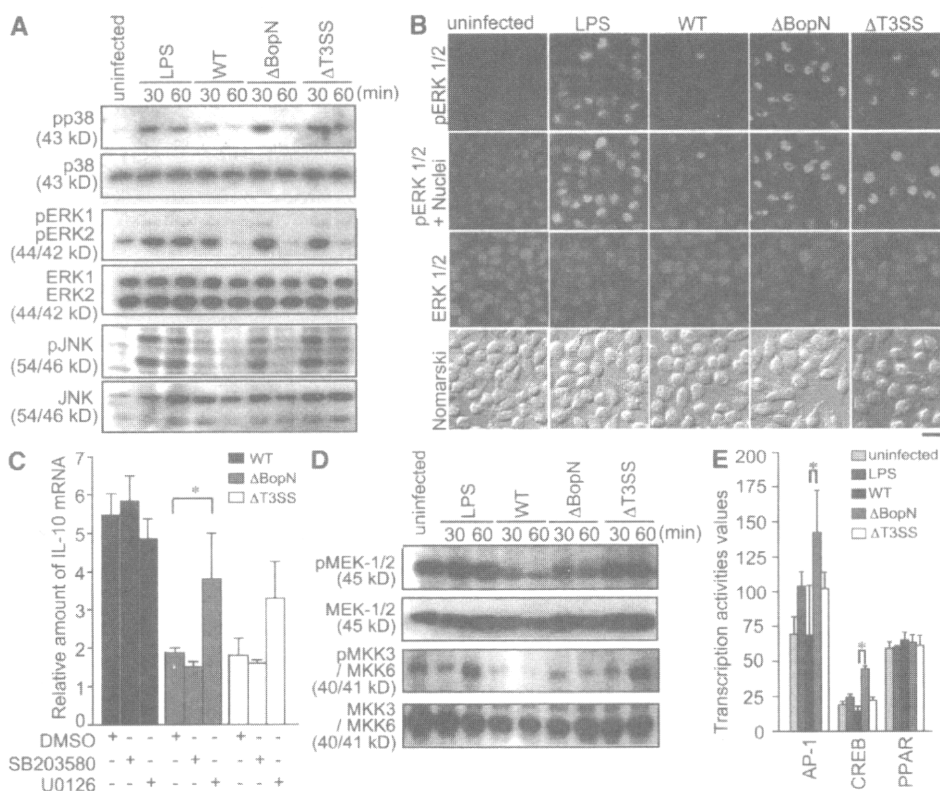 A
uninfected
LPS
WT
ΔBopN
ΔT3SS
30 60 30 60 30 60 30 60 (min)
pp38
(43 kD)
p38
(43 kD)
pERK1
pERK2
(44/42 kD)
ERK1
ERK2
(44/42 kD)
pJNK
(54/46 kD)
JNK
(54/46 kD)
B
uninfected LPS WT ΔBopN ΔT3SS
pERK 1/2
pERK 1/2
+ Nuclei
ERK 1/2
Nomarski
C
WT
ΔBopN
ΔT3SS
*
Relative amount of IL-10 mRNA
7
6
5
4
3
2
1
0
DMSO + - - + - - + - -
SB203580 - + - - + - - + -
U0126 - - + - - + - - +
D
uninfected
LPS
WT
ΔBopN
ΔT3SS
30 60 30 60 30 60 30 60 (min)
pMEK-1/2
(45 kD)
MEK-1/2
(45 kD)
pMKK3
/ MKK6
(40/41 kD)
MKK3
/ MKK6
(40/41 kD)
E
uninfected
LPS
WT
ΔBopN
ΔT3SS
*
*
Transcription activities values
200
175
150
125
100
75
50
25
0
AP-1
CREB
PPAR